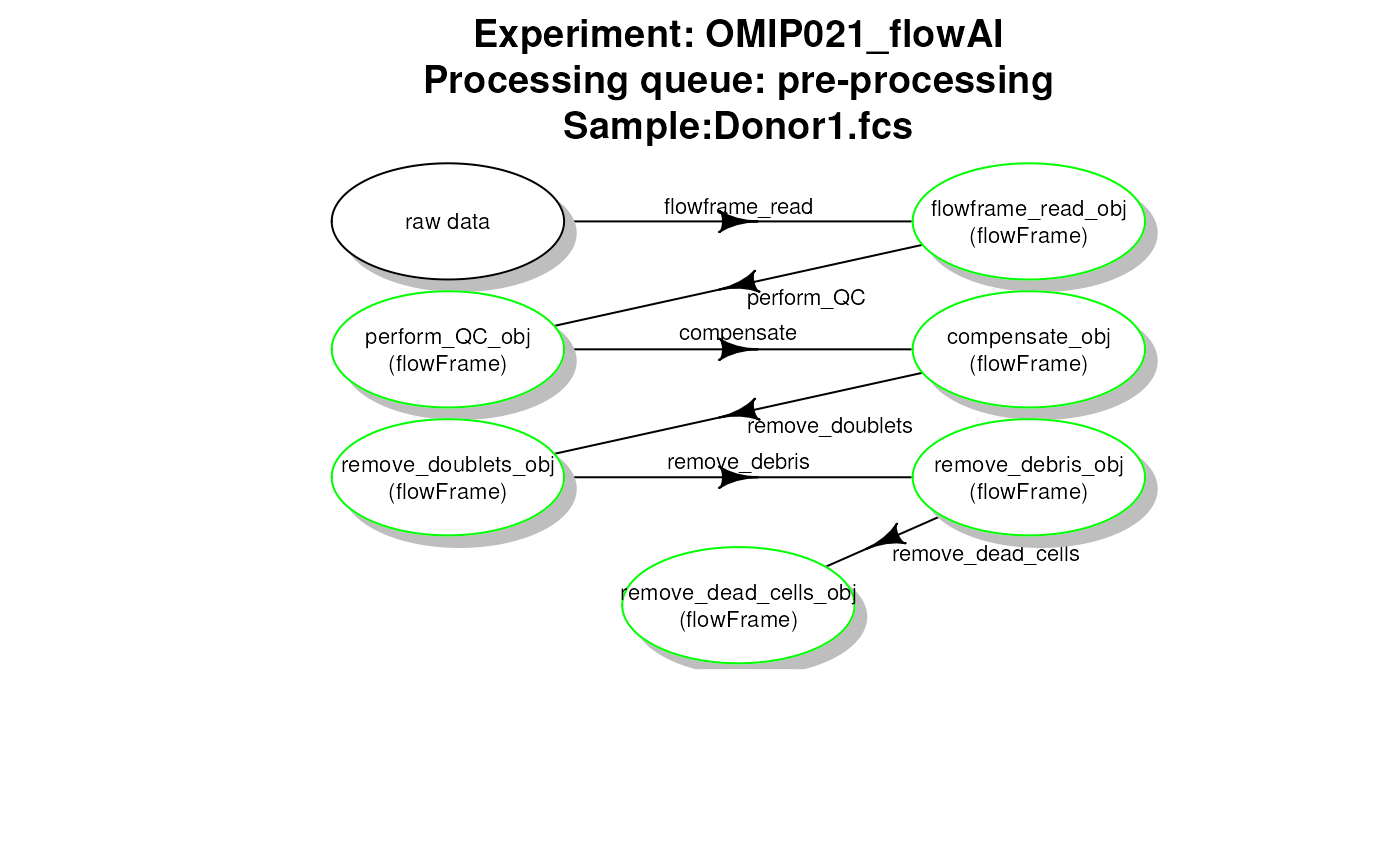 Experiment: OMIP021_flowAI
Processing queue: pre-processing
Sample:Donor1.fcs
raw data
flowframe_read
flowframe_read_obj
(flowFrame)
perform_QC
perform_QC_obj
(flowFrame)
compensate
compensate_obj
(flowFrame)
remove_doublets
remove_doublets_obj
(flowFrame)
remove_debris
remove_debris_obj
(flowFrame)
remove_dead_cells
remove_dead_cells_obj
(flowFrame)